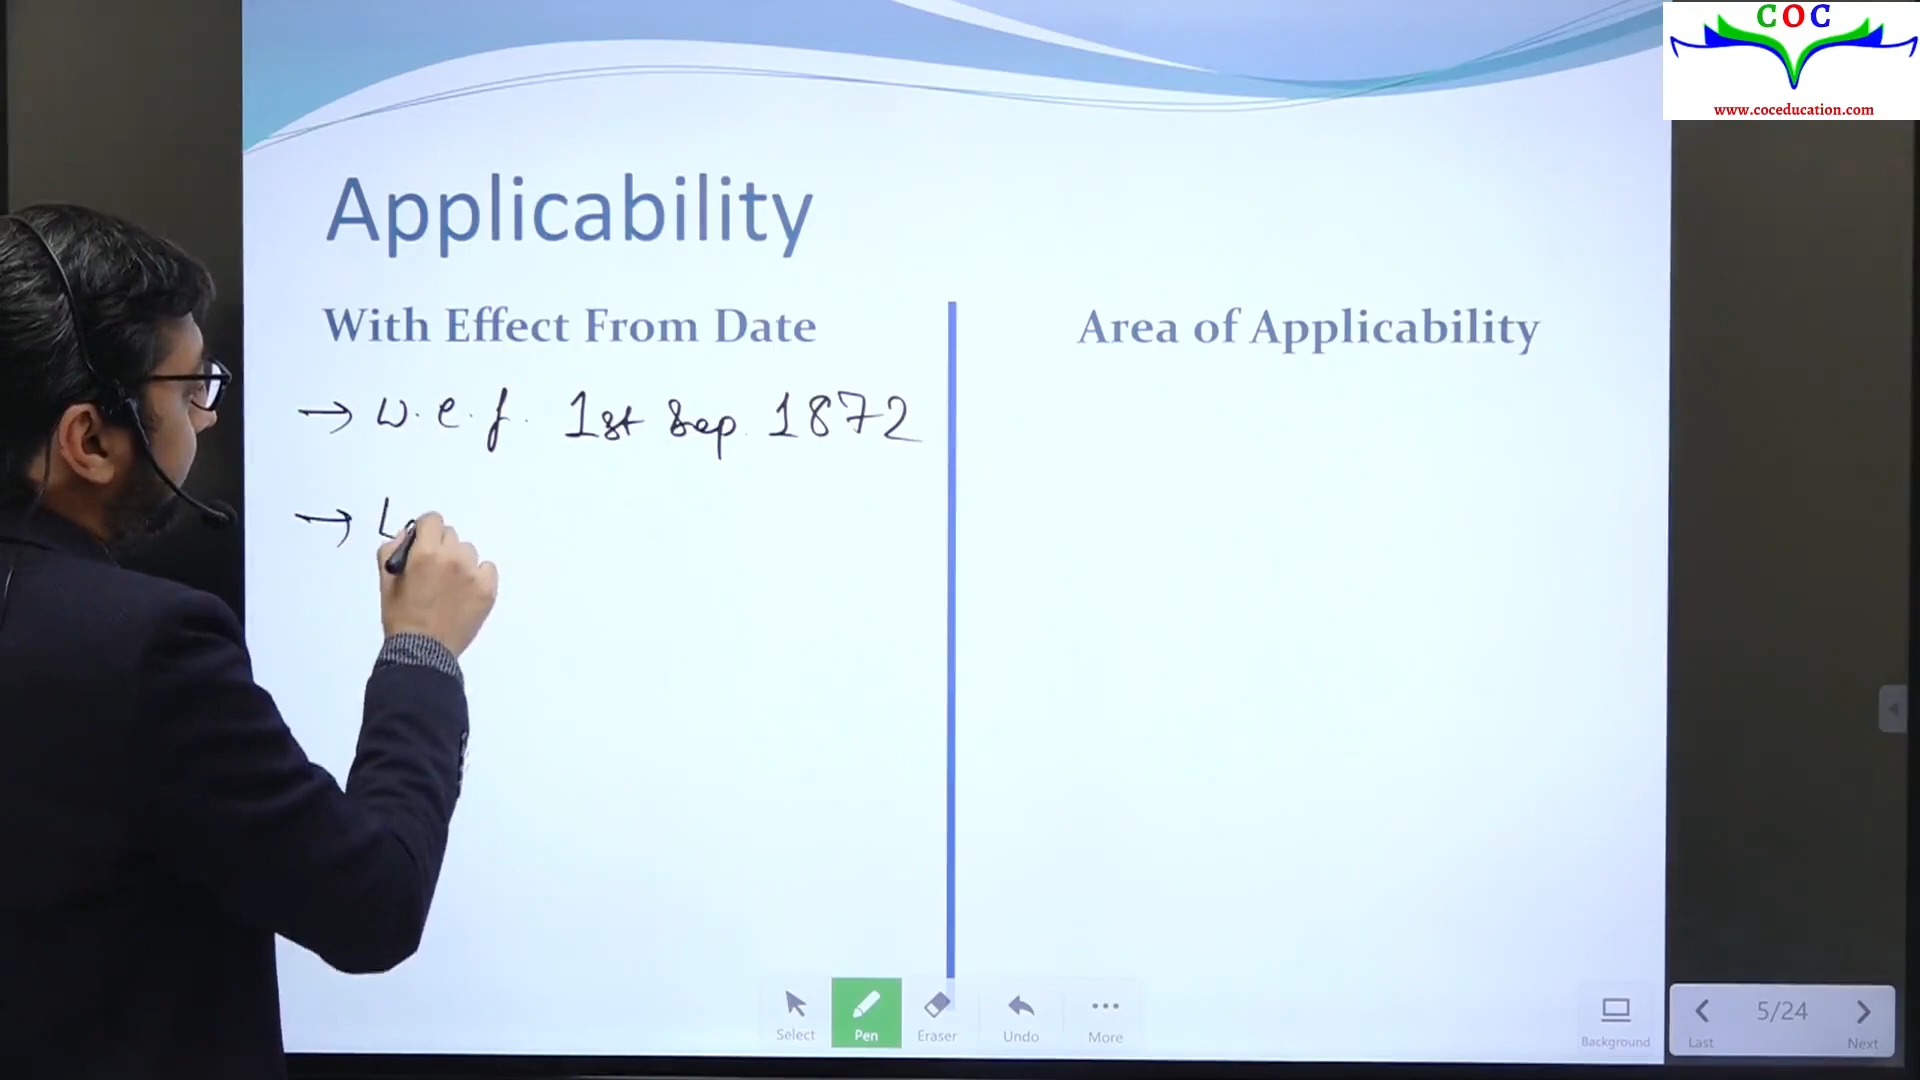 COC
www.coceducation.com
Applicability
With Effect From Date
Area of Applicability
→ w.e.f. 1st Sep. 1872
→
Select
Pen
Eraser
Undo
More
Background
5/24
Last
Next